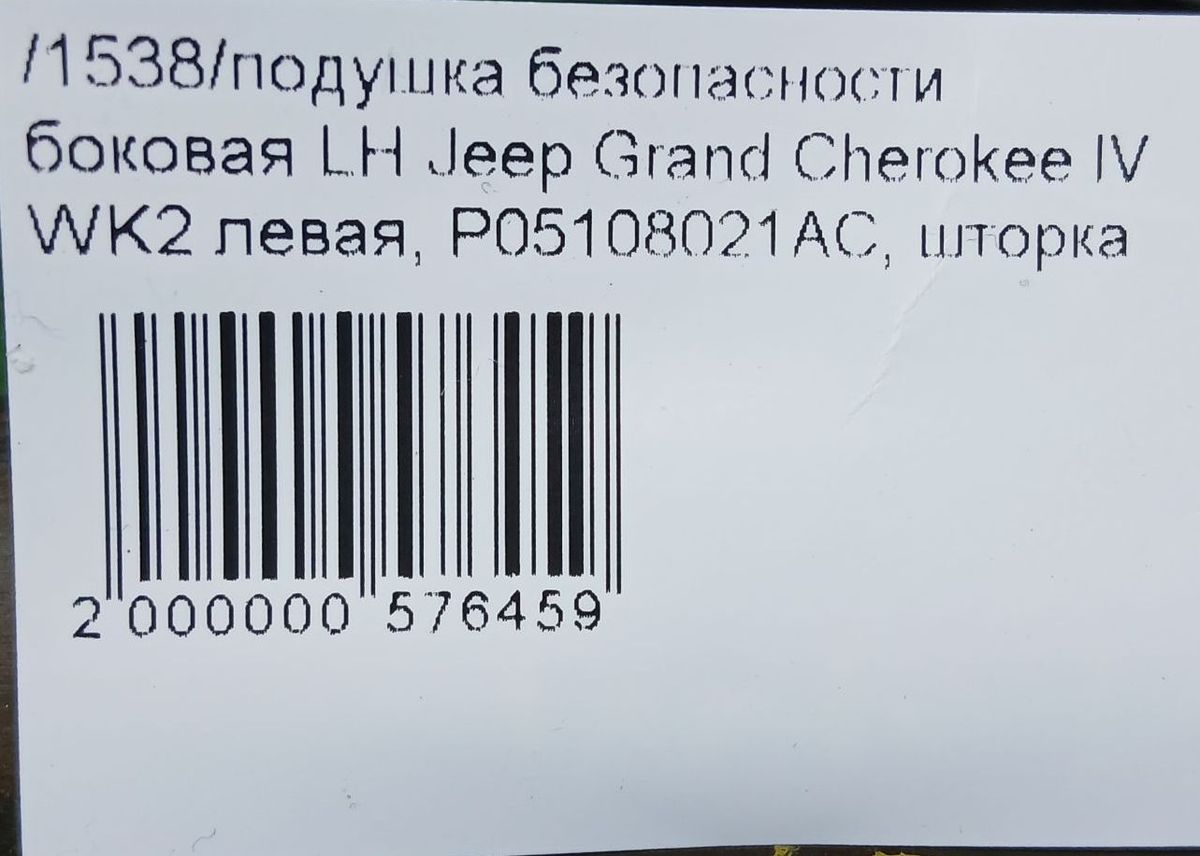 /1538/подушка безопасности
боковая LH Jeep Grand Cherokee IV
WK2 левая, P05108021AC, шторка
2 000000 576459